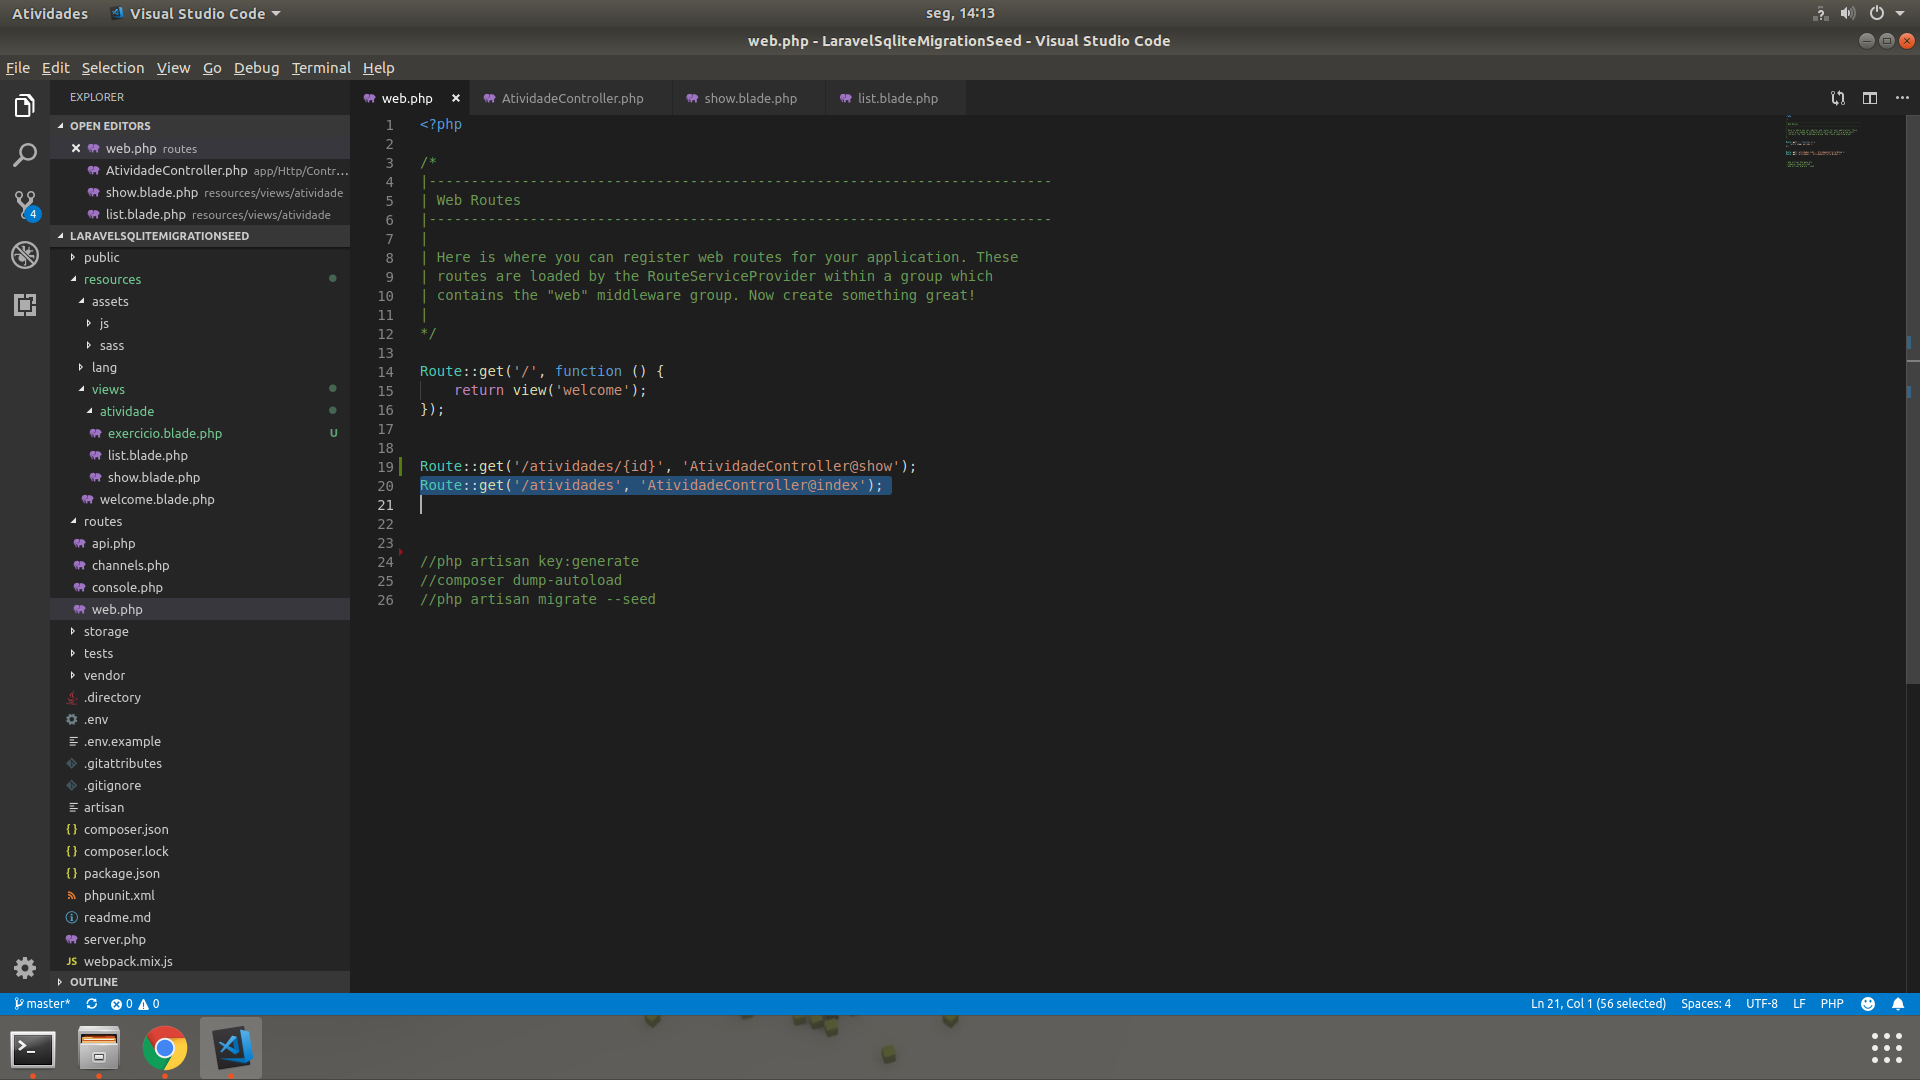 Atividades
Visual Studio Code
seg, 14:13
web.php - LaravelSqliteMigrationSeed - Visual Studio Code
File Edit Selection View Go Debug Terminal Help
EXPLORER
OPEN EDITORS
web.php routes
AtividadeController.php app/Http/Contr...
show.blade.php resources/views/atividade
list.blade.php resources/views/atividade
LARAVELSQLITEMIGRATIONSEED
public
resources
assets
js
sass
lang
views
atividade
exercicio.blade.php U
list.blade.php
show.blade.php
welcome.blade.php
routes
api.php
channels.php
console.php
web.php
storage
tests
vendor
.directory
.env
.env.example
.gitattributes
.gitignore
artisan
{ } composer.json
{ } composer.lock
{ } package.json
phpunit.xml
readme.md
server.php
JS webpack.mix.js
OUTLINE
4
web.php AtividadeController.php show.blade.php list.blade.php
1 <?php
2
3 /*
4 |--------------------------------------------------------------------------
5 | Web Routes
6 |--------------------------------------------------------------------------
7 |
8 | Here is where you can register web routes for your application. These
9 | routes are loaded by the RouteServiceProvider within a group which
10 | contains the "web" middleware group. Now create something great!
11 |
12 */
13
14 Route::get('/', function () {
15     return view('welcome');
16 });
17
18
19 Route::get('/atividades/{id}', 'AtividadeController@show');
20 Route::get('/atividades', 'AtividadeController@index');
21
22
23
24 //php artisan key:generate
25 //composer dump-autoload
26 //php artisan migrate --seed
master* 0 0
Ln 21, Col 1 (56 selected) Spaces: 4 UTF-8 LF PHP